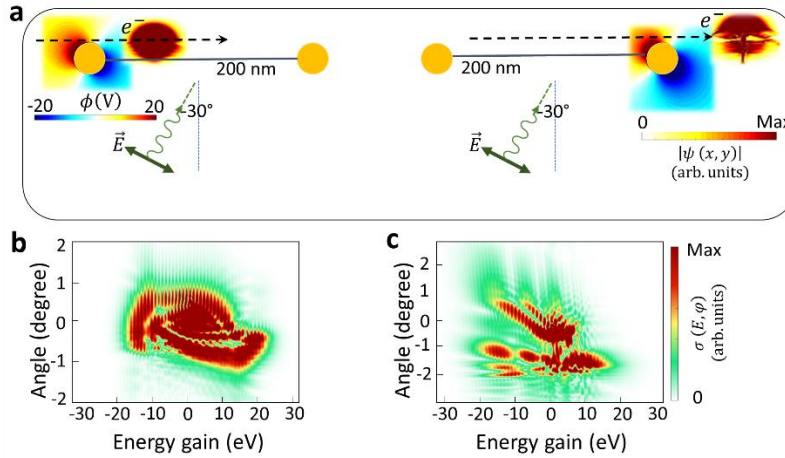 a
e⁻
e⁻
200 nm
200 nm
ϕ (V)
-20 20
-30°
-30°
E⃗
E⃗
0 Max
|ψ (x, y)|
(arb. units)
b
c
2
1
0
-1
-2
Angle (degree)
-30 -20 -10 0 10 20 30
Energy gain (eV)
2
1
0
-1
-2
Angle (degree)
-30 -20 -10 0 10 20 30
Energy gain (eV)
Max
0
σ (E, φ)
(arb. units)